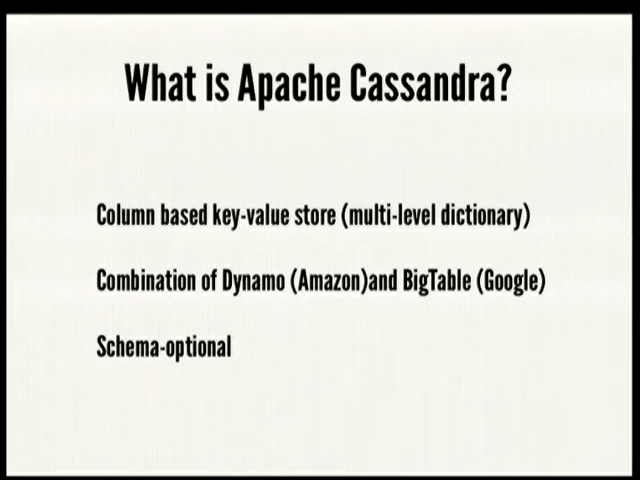 What is Apache Cassandra?
Column based key-value store (multi-level dictionary)
Combination of Dynamo (Amazon)and BigTable (Google)
Schema-optional